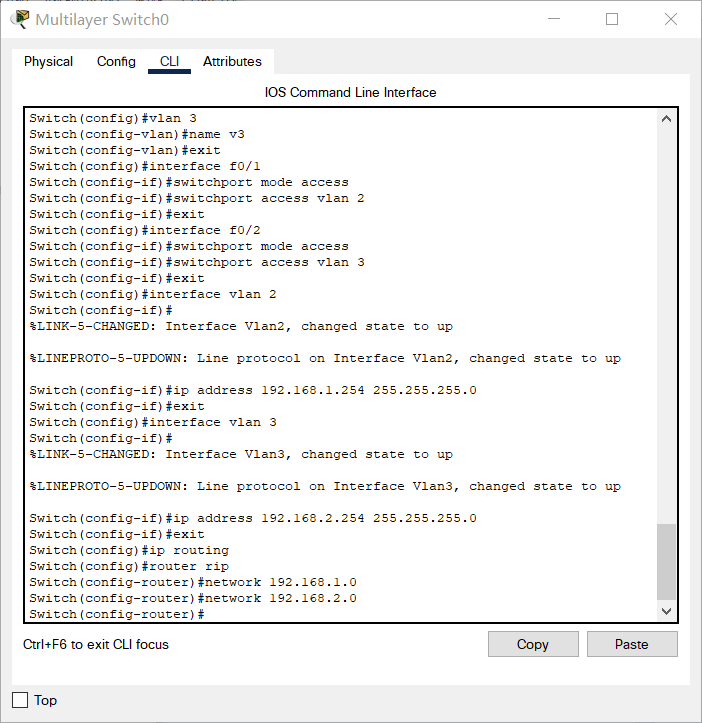 Multilayer Switch0
Physical Config CLI Attributes
IOS Command Line Interface
Switch(config)#vlan 3
Switch(config-vlan)#name v3
Switch(config-vlan)#exit
Switch(config)#interface f0/1
Switch(config-if)#switchport mode access
Switch(config-if)#switchport access vlan 2
Switch(config-if)#exit
Switch(config)#interface f0/2
Switch(config-if)#switchport mode access
Switch(config-if)#switchport access vlan 3
Switch(config-if)#exit
Switch(config)#interface vlan 2
Switch(config-if)#
%LINK-5-CHANGED: Interface Vlan2, changed state to up
%LINEPROTO-5-UPDOWN: Line protocol on Interface Vlan2, changed state to up
Switch(config-if)#ip address 192.168.1.254 255.255.255.0
Switch(config-if)#exit
Switch(config)#interface vlan 3
Switch(config-if)#
%LINK-5-CHANGED: Interface Vlan3, changed state to up
%LINEPROTO-5-UPDOWN: Line protocol on Interface Vlan3, changed state to up
Switch(config-if)#ip address 192.168.2.254 255.255.255.0
Switch(config-if)#exit
Switch(config)#ip routing
Switch(config)#router rip
Switch(config-router)#network 192.168.1.0
Switch(config-router)#network 192.168.2.0
Switch(config-router)#
Ctrl+F6 to exit CLI focus
Copy Paste
Top